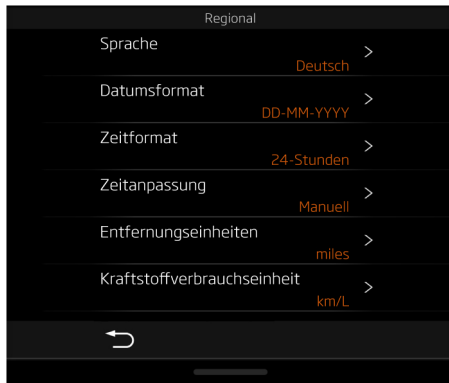 Regional
Sprache
Deutsch
Datumsformat
DD-MM-YYYY
Zeitformat
24-Stunden
Zeitanpassung
Manuell
Entfernungseinheiten
miles
Kraftstoffverbrauchseinheit
km/L